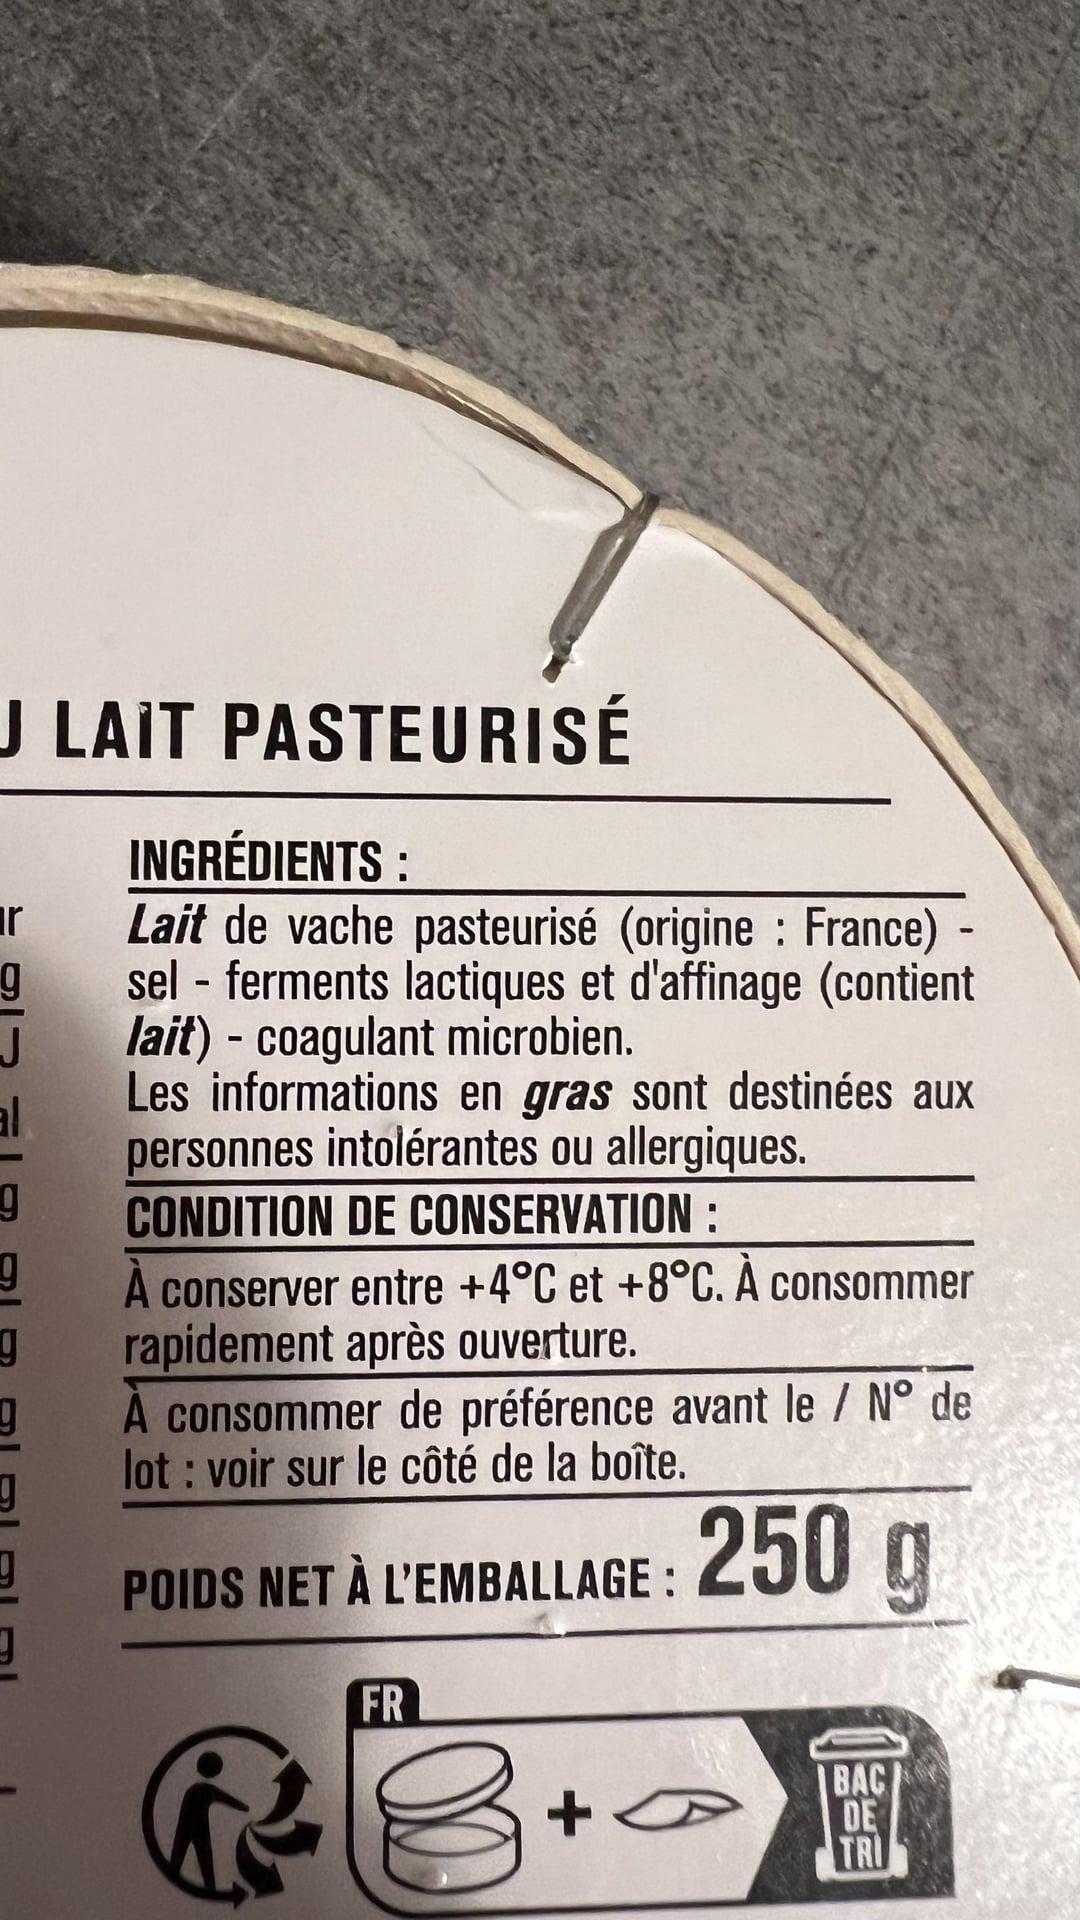 LAIT PASTEURISÉ
INGRÉDIENTS :
Lait de vache pasteurisé (origine : France) -
sel - ferments lactiques et d'affinage (contient
lait) - coagulant microbien.
Les informations en gras sont destinées aux
personnes intolérantes ou allergiques.
CONDITION DE CONSERVATION :
À conserver entre +4°C et +8°C. À consommer
rapidement après ouverture.
À consommer de préférence avant le / N° de
lot : voir sur le côté de la boîte.
POIDS NET À L'EMBALLAGE : 250 g
FR
+
BAC
DE
TRI
g
g
g
g
g
g
g
g